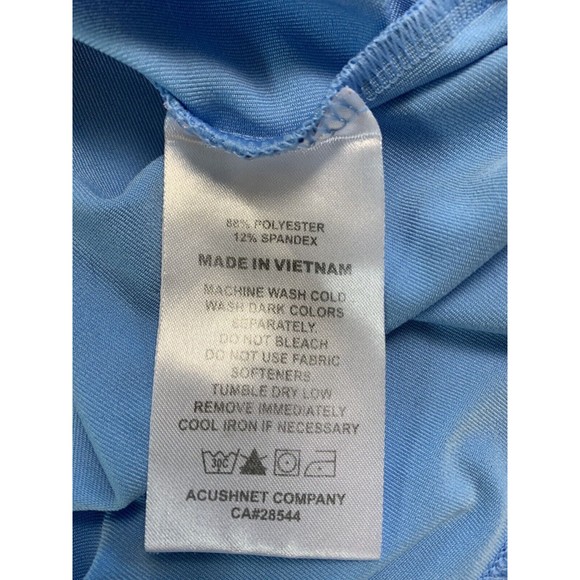 88% POLYESTER
12% SPANDEX
MADE IN VIETNAM
MACHINE WASH COLD
WASH DARK COLORS
SEPARATELY
DO NOT BLEACH
DO NOT USE FABRIC
SOFTENERS
TUMBLE DRY LOW
REMOVE IMMEDIATELY
COOL IRON IF NECESSARY
30C
ACUSHNET COMPANY
CA#28544